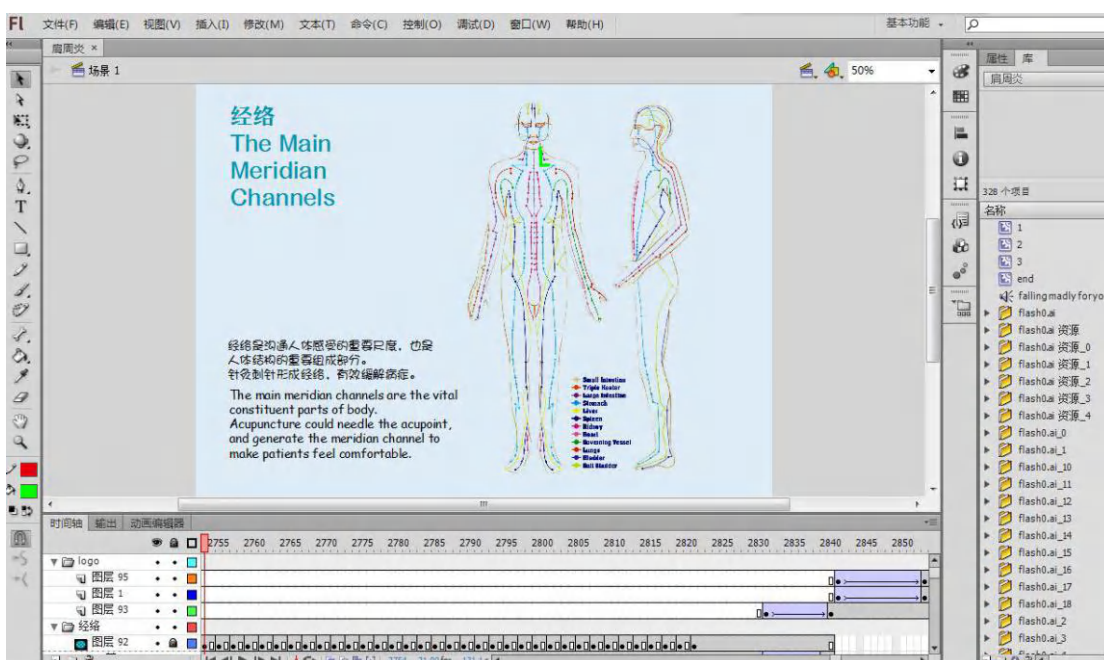 Fl 文件(F) 编辑(E) 视图(V) 插入(I) 修改(M) 文本(T) 命令(C) 控制(O) 调试(D) 窗口(W) 帮助(H) 基本功能
肩周炎 ×
场景 1 50%
属性 库
肩周炎
328 个项目
名称
1
2
3
end
fallingmadlyforyo
flash0.ai
flash0.ai 资源
flash0.ai 资源_0
flash0.ai 资源_1
flash0.ai 资源_2
flash0.ai 资源_3
flash0.ai 资源_4
flash0.ai_0
flash0.ai_1
flash0.ai_10
flash0.ai_11
flash0.ai_12
flash0.ai_13
flash0.ai_14
flash0.ai_15
flash0.ai_16
flash0.ai_17
flash0.ai_18
flash0.ai_2
flash0.ai_3
经络
The Main
Meridian
Channels
经络是沟通人体感受的重要尺度，也是
人体结构的重要组成部分。
针灸刺针形成经络，有效缓解病症。
The main meridian channels are the vital
constituent parts of body.
Acupuncture could needle the acupoint,
and generate the meridian channel to
make patients feel comfortable.
Small Intestine
Triple Heater
Large Intestine
Stomach
Liver
Spleen
Kidney
Heart
Governing Vessel
Lungs
Bladder
Gall Bladder
时间轴 输出 动画编辑器
2755 2760 2765 2770 2775 2780 2785 2790 2795 2800 2805 2810 2815 2820 2825 2830 2835 2840 2845 2850
logo
图层 95
图层 1
图层 93
经络
图层 92